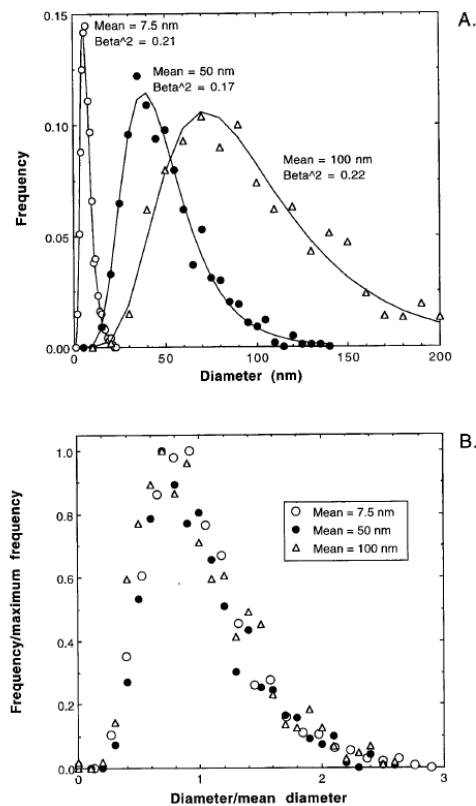 A.
0.15
Mean = 7.5 nm
Beta^2 = 0.21
Mean = 50 nm
Beta^2 = 0.17
0.10
Mean = 100 nm
Beta^2 = 0.22
Frequency
0.05
0.00
0 50 100 150 200
Diameter (nm)
B.
1.0
Mean = 7.5 nm
Mean = 50 nm
Mean = 100 nm
0.8
0.6
0.4
0.2
0.0
Frequency/maximum frequency
0 1 2 3
Diameter/mean diameter